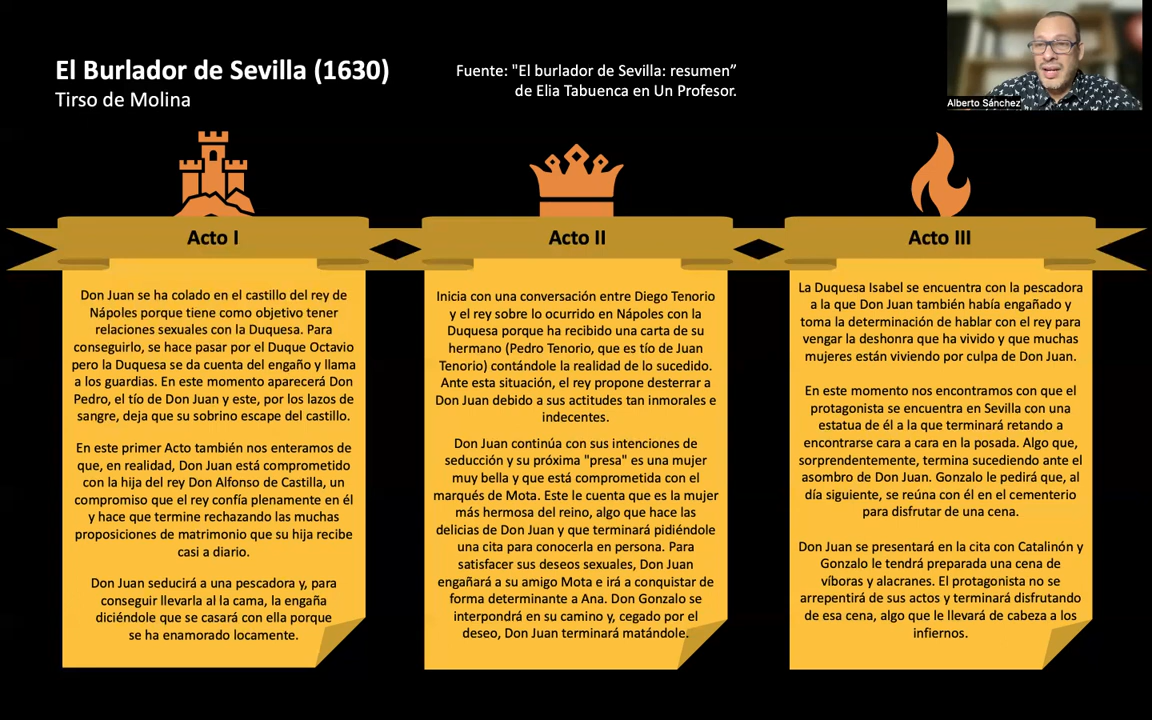 El Burlador de Sevilla (1630)
Tirso de Molina
Fuente: "El burlador de Sevilla: resumen”
de Elia Tabuenca en Un Profesor.
Alberto Sánchez
Acto I
Don Juan se ha colado en el castillo del rey de
Nápoles porque tiene como objetivo tener
relaciones sexuales con la Duquesa. Para
conseguirlo, se hace pasar por el Duque Octavio
pero la Duquesa se da cuenta del engaño y llama
a los guardias. En este momento aparecerá Don
Pedro, el tío de Don Juan y este, por los lazos de
sangre, deja que su sobrino escape del castillo.
En este primer Acto también nos enteramos de
que, en realidad, Don Juan está comprometido
con la hija del rey Don Alfonso de Castilla, un
compromiso que el rey confía plenamente en él
y hace que termine rechazando las muchas
proposiciones de matrimonio que su hija recibe
casi a diario.
Don Juan seducirá a una pescadora y, para
conseguir llevarla al la cama, la engaña
diciéndole que se casará con ella porque
se ha enamorado locamente.
Acto II
Inicia con una conversación entre Diego Tenorio
y el rey sobre lo ocurrido en Nápoles con la
Duquesa porque ha recibido una carta de su
hermano (Pedro Tenorio, que es tío de Juan
Tenorio) contándole la realidad de lo sucedido.
Ante esta situación, el rey propone desterrar a
Don Juan debido a sus actitudes tan inmorales e
indecentes.
Don Juan continúa con sus intenciones de
seducción y su próxima "presa" es una mujer
muy bella y que está comprometida con el
marqués de Mota. Este le cuenta que es la mujer
más hermosa del reino, algo que hace las
delicias de Don Juan y que terminará pidiéndole
una cita para conocerla en persona. Para
satisfacer sus deseos sexuales, Don Juan
engañará a su amigo Mota e irá a conquistar de
forma determinante a Ana. Don Gonzalo se
interpondrá en su camino y, cegado por el
deseo, Don Juan terminará matándole.
Acto III
La Duquesa Isabel se encuentra con la pescadora
a la que Don Juan también había engañado y
toma la determinación de hablar con el rey para
vengar la deshonra que ha vivido y que muchas
mujeres están viviendo por culpa de Don Juan.
En este momento nos encontramos con que el
protagonista se encuentra en Sevilla con una
estatua de él a la que terminará retando a
encontrarse cara a cara en la posada. Algo que,
sorprendentemente, termina sucediendo ante el
asombro de Don Juan. Gonzalo le pedirá que, al
día siguiente, se reúna con él en el cementerio
para disfrutar de una cena.
Don Juan se presentará en la cita con Catalinón y
Gonzalo le tendrá preparada una cena de
víboras y alacranes. El protagonista no se
arrepentirá de sus actos y terminará disfrutando
de esa cena, algo que le llevará de cabeza a los
infiernos.